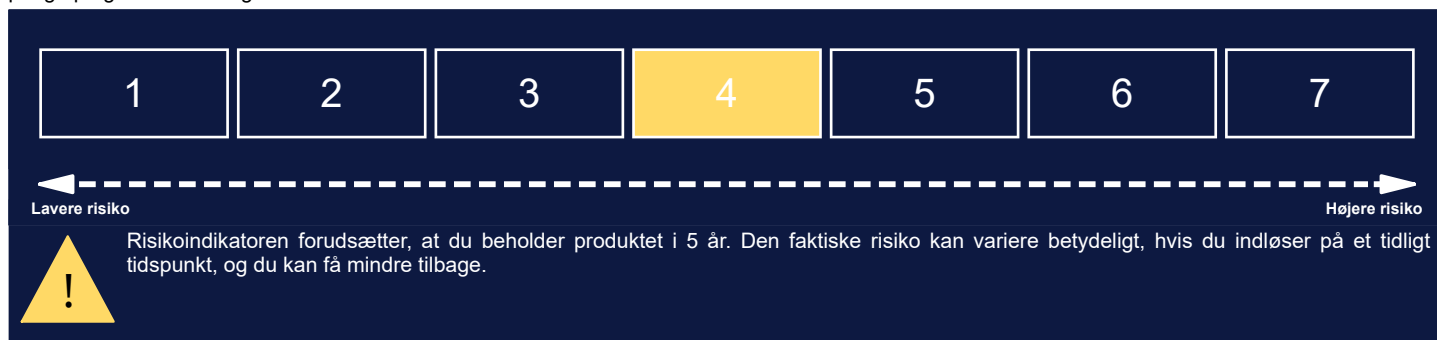 1 2 3 4 5 6 7
Lavere risiko Højere risiko
Risikoindikatoren forudsætter, at du beholder produktet i 5 år. Den faktiske risiko kan variere betydeligt, hvis du indløser på et tidligt
tidspunkt, og du kan få mindre tilbage.
!